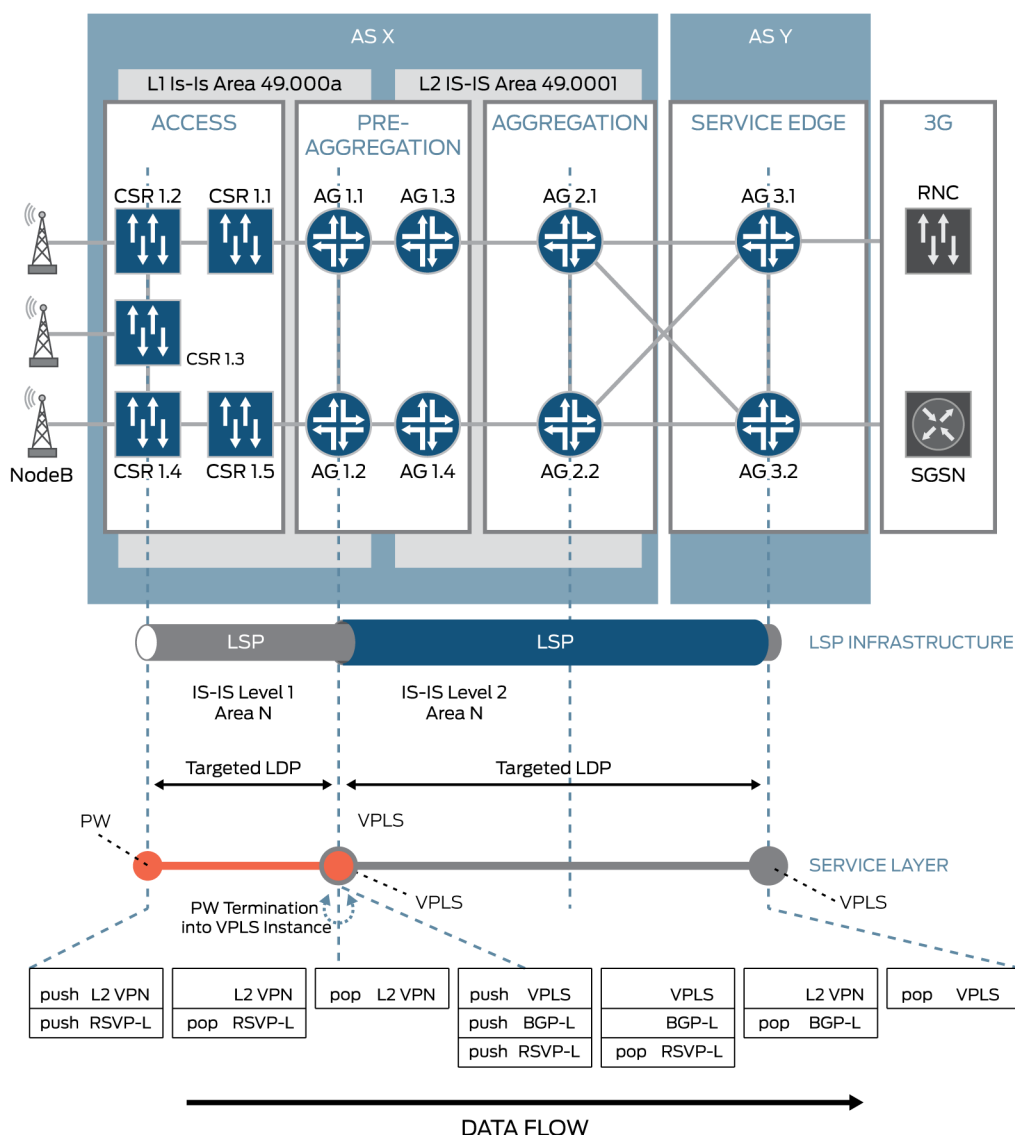 AS X
AS Y
L1 Is-Is Area 49.000a
L2 IS-IS Area 49.0001
ACCESS
PRE-
AGGREGATION
AGGREGATION
SERVICE EDGE
3G
CSR 1.2
CSR 1.1
AG 1.1
AG 1.3
AG 2.1
AG 3.1
RNC
CSR 1.3
NodeB
CSR 1.4
CSR 1.5
AG 1.2
AG 1.4
AG 2.2
AG 3.2
SGSN
LSP
LSP
LSP INFRASTRUCTURE
IS-IS Level 1
Area N
IS-IS Level 2
Area N
Targeted LDP
Targeted LDP
PW
VPLS
SERVICE LAYER
PW Termination
into VPLS Instance
VPLS
VPLS
push L2 VPN
push RSVP-L
L2 VPN
pop RSVP-L
pop L2 VPN
push VPLS
push BGP-L
push RSVP-L
VPLS
BGP-L
pop RSVP-L
L2 VPN
pop BGP-L
pop VPLS
DATA FLOW